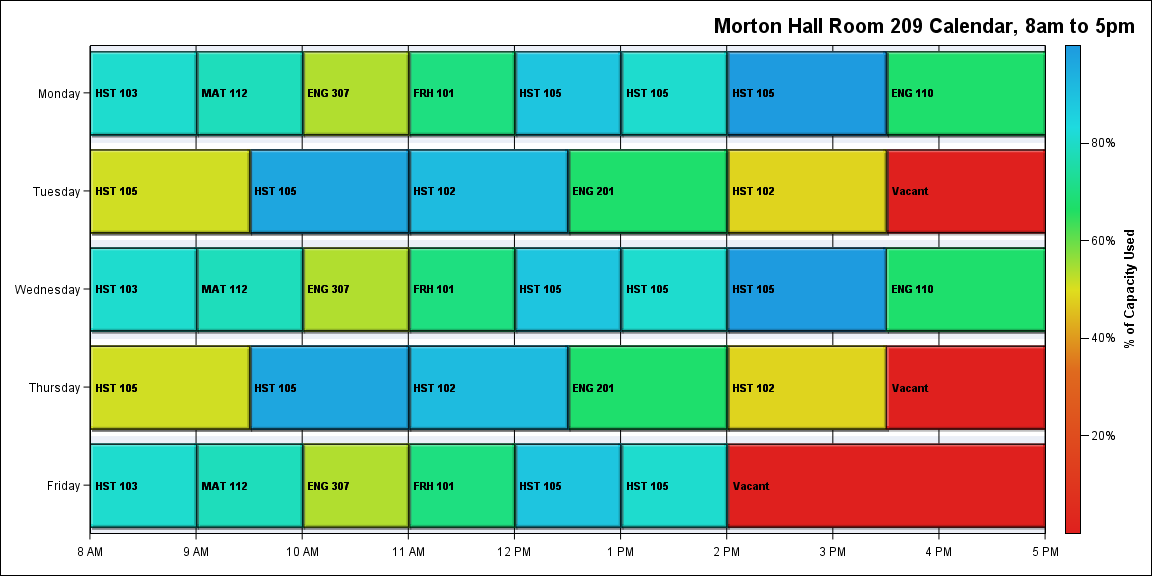 Morton Hall Room 209 Calendar, 8am to 5pm
Monday
HST 103
MAT 112
ENG 307
FRH 101
HST 105
HST 105
HST 105
ENG 110
Tuesday
HST 105
HST 105
HST 102
ENG 201
HST 102
Vacant
Wednesday
HST 103
MAT 112
ENG 307
FRH 101
HST 105
HST 105
HST 105
ENG 110
Thursday
HST 105
HST 105
HST 102
ENG 201
HST 102
Vacant
Friday
HST 103
MAT 112
ENG 307
FRH 101
HST 105
HST 105
Vacant
8 AM
9 AM
10 AM
11 AM
12 PM
1 PM
2 PM
3 PM
4 PM
5 PM
80%
60%
40%
20%
% of Capacity Used